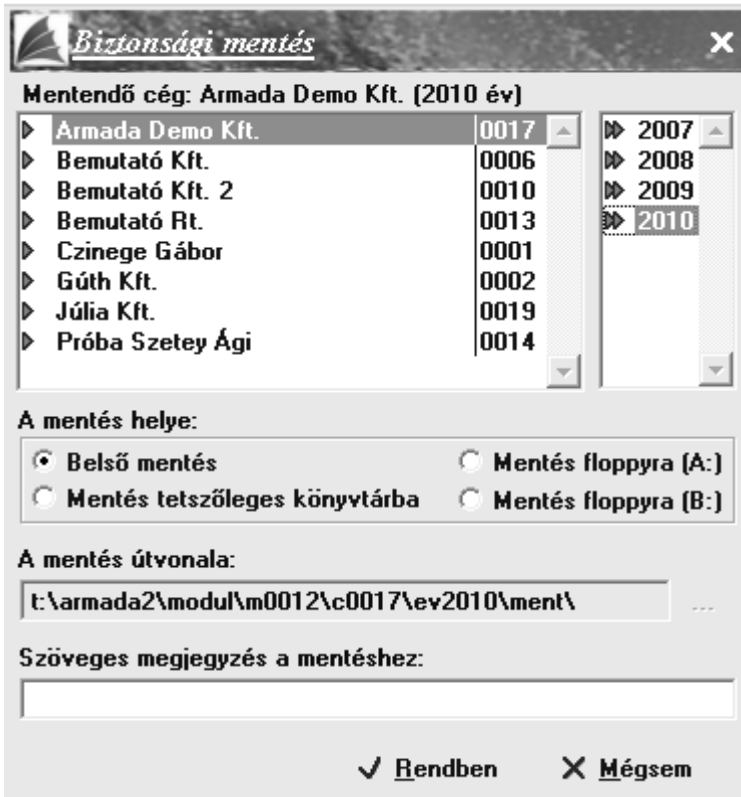 Biztonsági mentés
Mentendő cég: Armada Demo Kft. (2010 év)
Armada Demo Kft. 0017
Bemutató Kft. 0006
Bemutató Kft. 2 0010
Bemutató Rt. 0013
Czinege Gábor 0001
Gúth Kft. 0002
Júlia Kft. 0019
Próba Szetey Ági 0014
2007
2008
2009
2010
A mentés helye:
Belső mentés
Mentés floppyra (A:)
Mentés tetszőleges könyvtárba
Mentés floppyra (B:)
A mentés útvonala:
t:\armada2\modul\m0012\c0017\ev2010\ment\
...
Szöveges megjegyzés a mentéshez:
Rendben
Mégsem